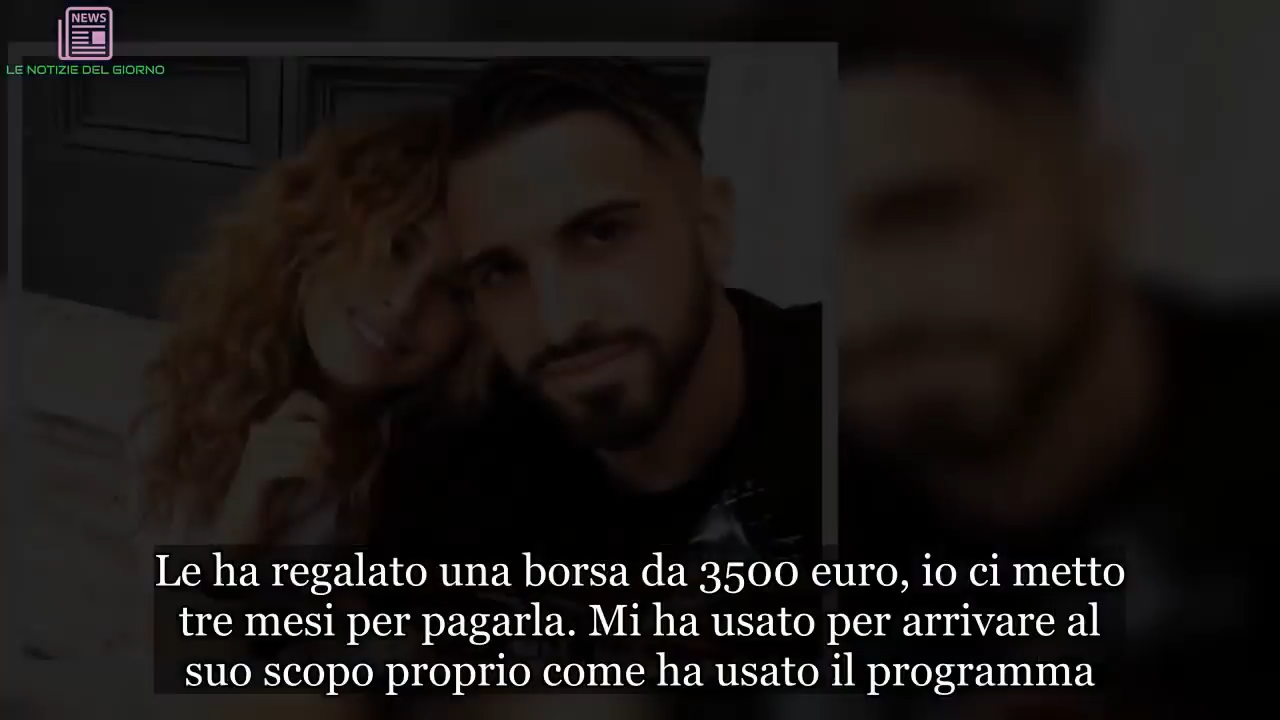 NEWS
LE NOTIZIE DEL GIORNO
Le ha regalato una borsa da 3500 euro, io ci metto
tre mesi per pagarla. Mi ha usato per arrivare al
suo scopo proprio come ha usato il programma